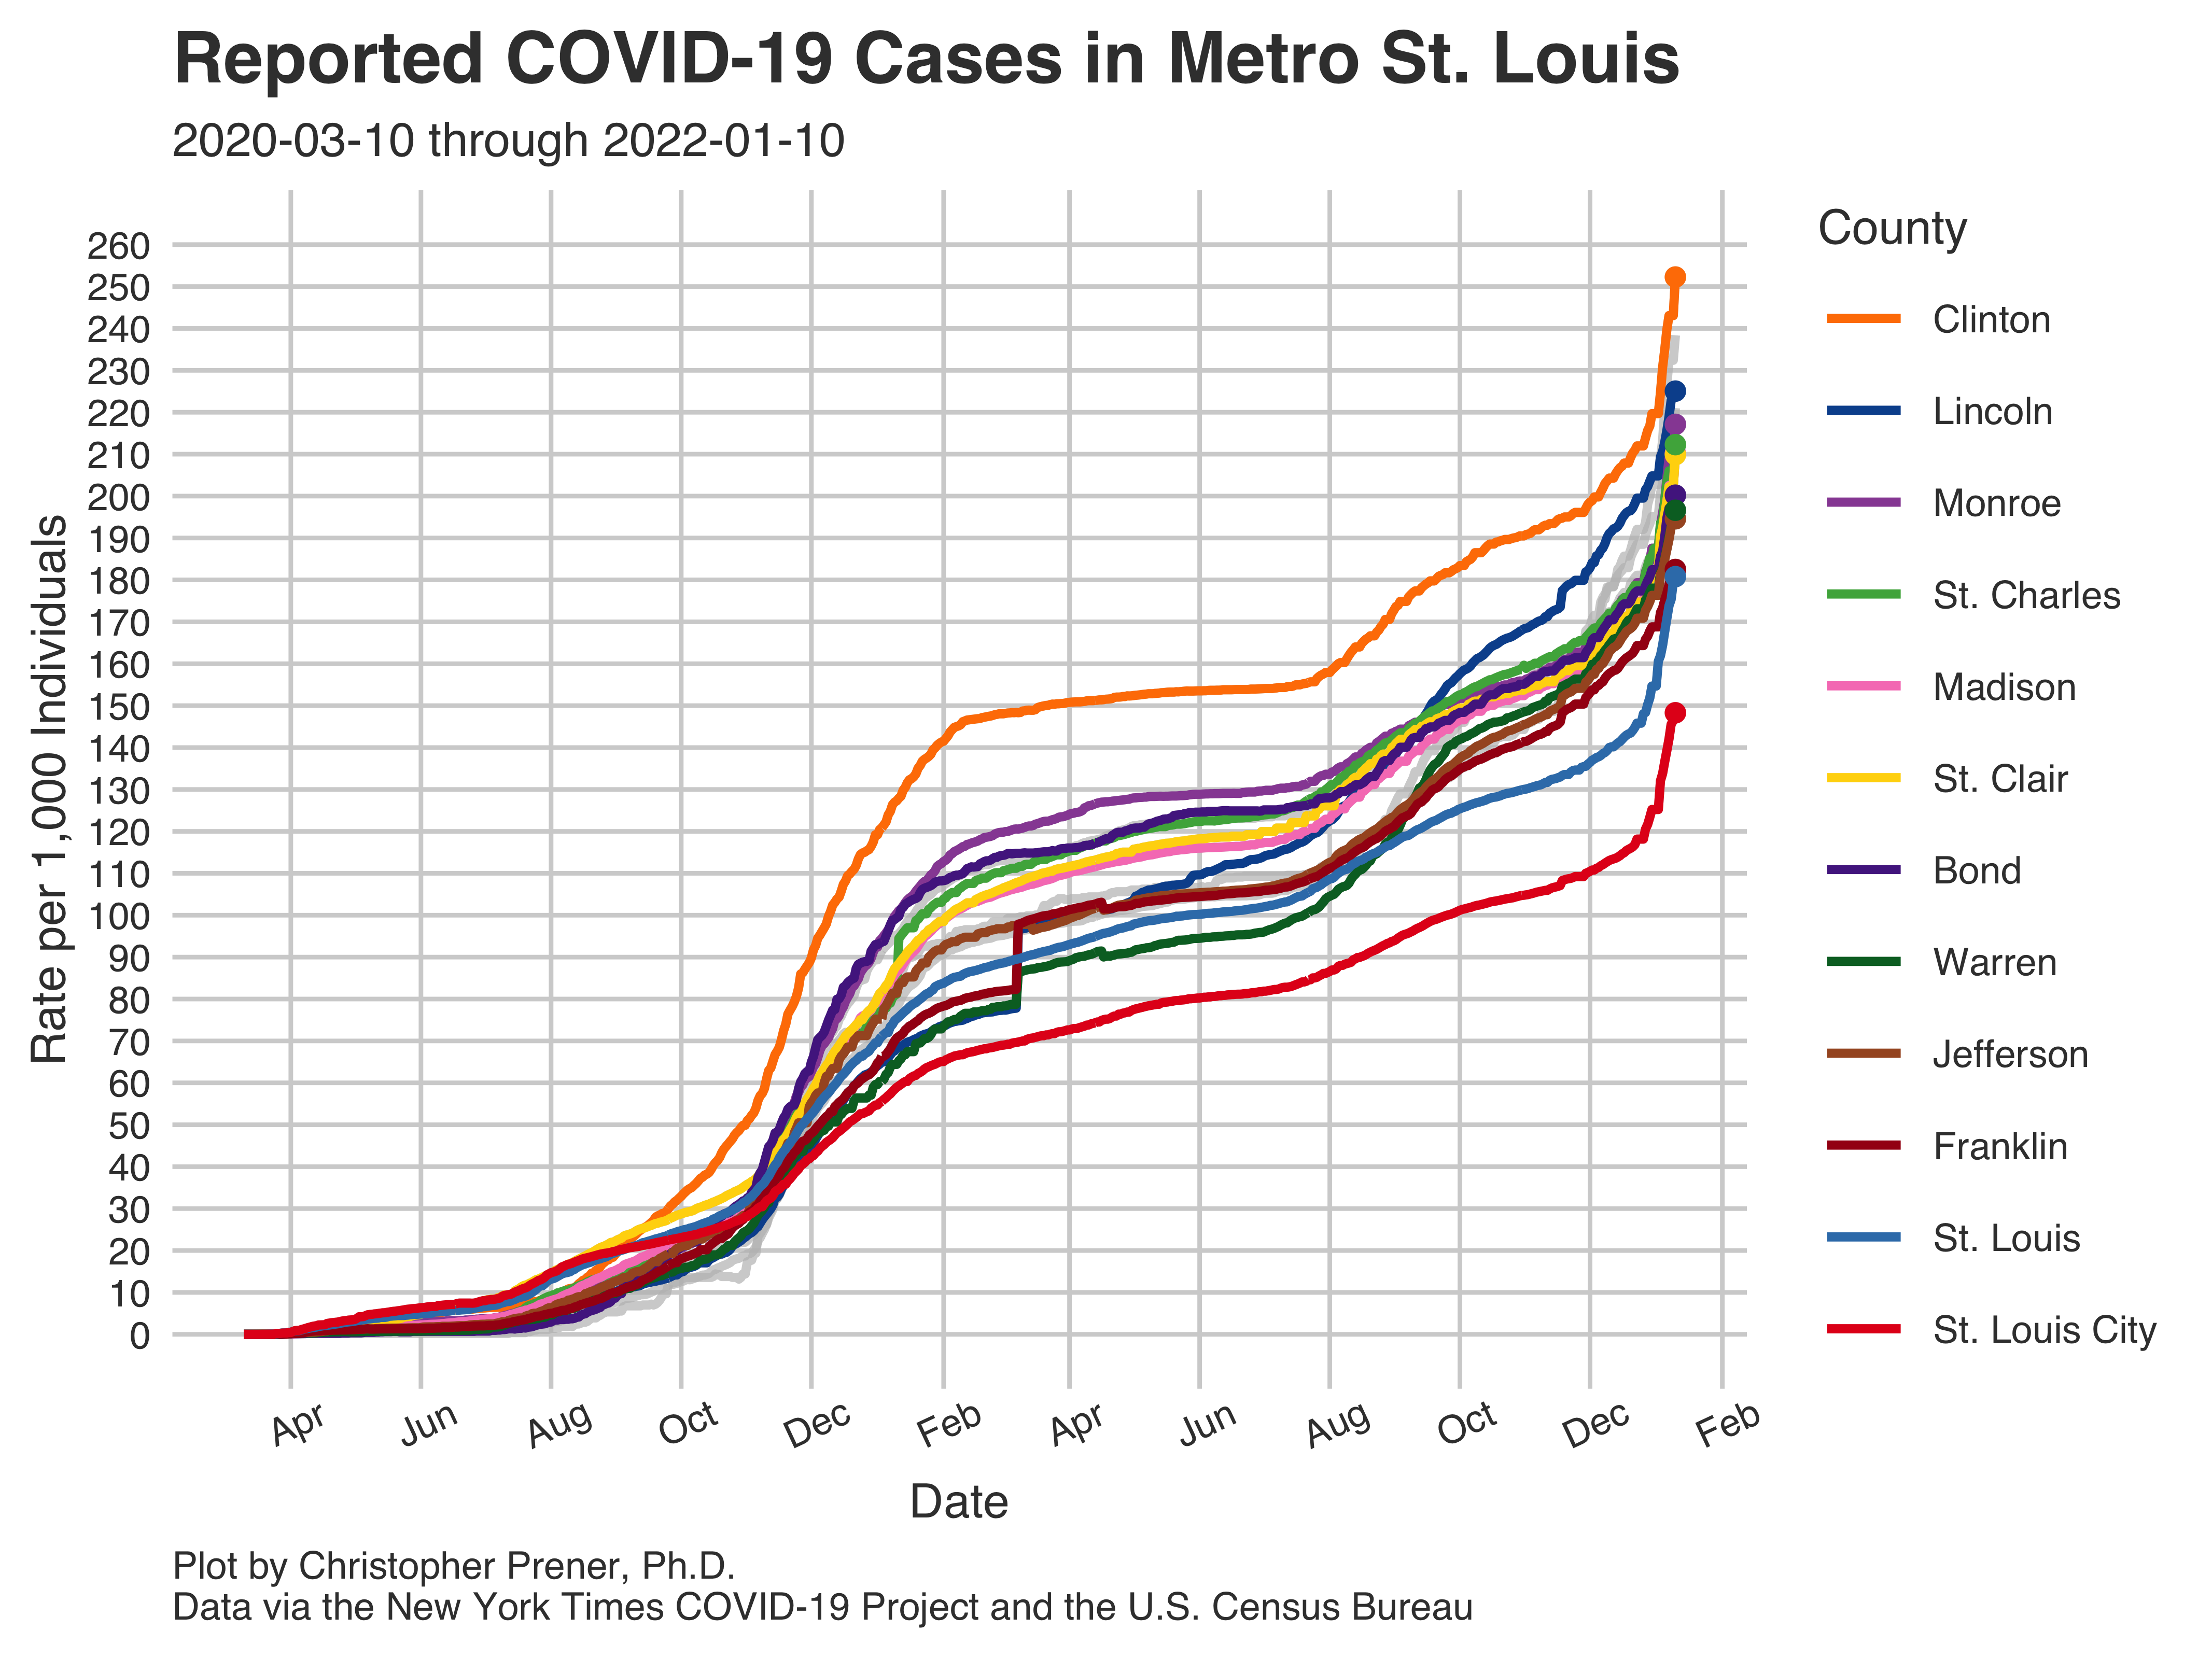 Reported COVID-19 Cases in Metro St. Louis
2020-03-10 through 2022-01-10
Rate per 1,000 Individuals
260
250
240
230
220
210
200
190
180
170
160
150
140
130
120
110
100
90
80
70
60
50
40
30
20
10
0
Apr
Jun
Aug
Oct
Dec
Feb
Apr
Jun
Aug
Oct
Dec
Feb
Date
County
Clinton
Lincoln
Monroe
St. Charles
Madison
St. Clair
Bond
Warren
Jefferson
Franklin
St. Louis
St. Louis City
Plot by Christopher Prener, Ph.D.
Data via the New York Times COVID-19 Project and the U.S. Census Bureau